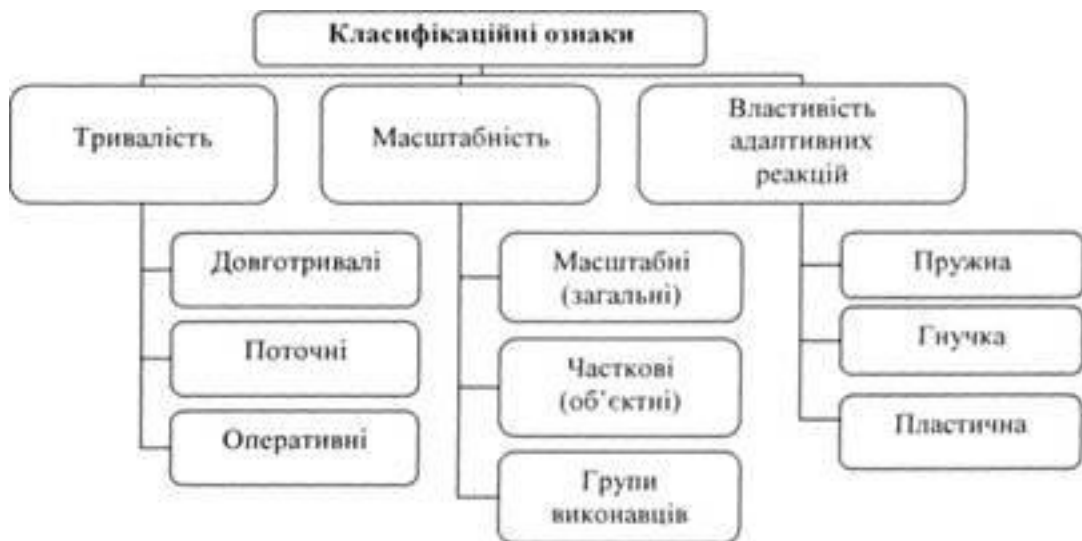 Класифікаційні ознаки
Тривалість
Масштабність
Властивість
адаптивних
реакцій
Довготривалі
Поточні
Оперативні
Масштабні
(загальні)
Часткові
(об'єктні)
Групи
виконавців
Пружна
Гнучка
Пластична